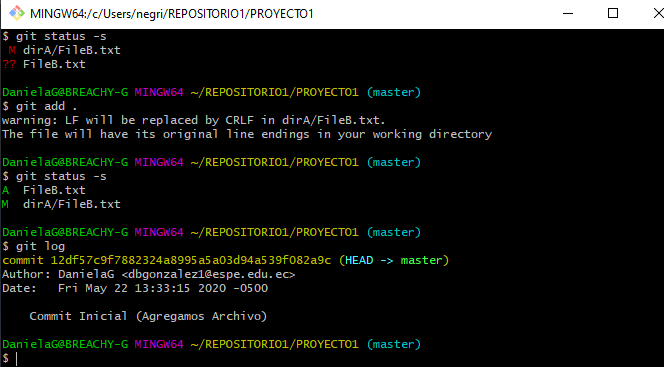 MINGW64:/c/Users/negri/REPOSITORIO1/PROYECTO1
$ git status -s
 M dirA/FileB.txt
?? FileB.txt
DanielaG@BREACHY-G MINGW64 ~/REPOSITORIO1/PROYECTO1 (master)
$ git add .
warning: LF will be replaced by CRLF in dirA/FileB.txt.
The file will have its original line endings in your working directory
DanielaG@BREACHY-G MINGW64 ~/REPOSITORIO1/PROYECTO1 (master)
$ git status -s
A  FileB.txt
M  dirA/FileB.txt
DanielaG@BREACHY-G MINGW64 ~/REPOSITORIO1/PROYECTO1 (master)
$ git log
commit 12df57c9f7882324a8995a5a03d94a539f082a9c (HEAD -> master)
Author: DanielaG <dbgonzalez1@espe.edu.ec>
Date:   Fri May 22 13:33:15 2020 -0500
    Commit Inicial (Agregamos Archivo)
DanielaG@BREACHY-G MINGW64 ~/REPOSITORIO1/PROYECTO1 (master)
$